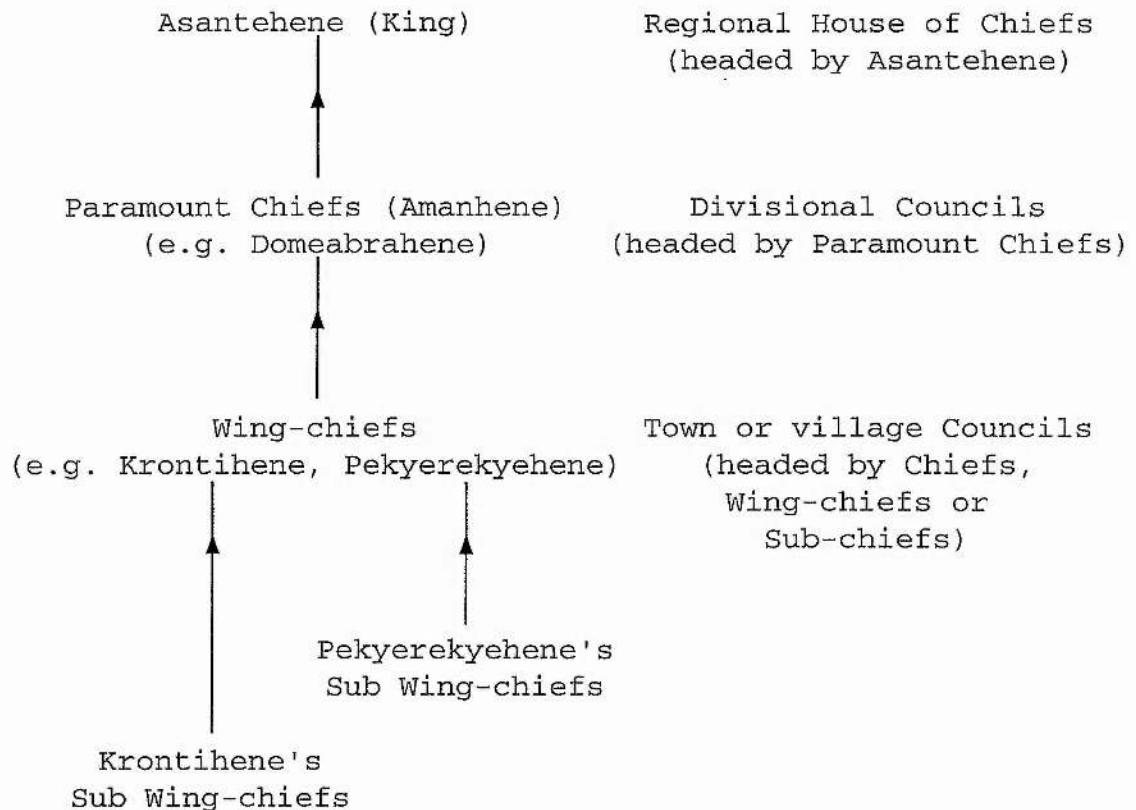 Asantehene (King)
Regional House of Chiefs
(headed by Asantehene)
Paramount Chiefs (Amanhene)
(e.g. Domeabrahene)
Divisional Councils
(headed by Paramount Chiefs)
Wing-chiefs
(e.g. Krontihene, Pekyerekyehene)
Town or village Councils
(headed by Chiefs,
Wing-chiefs or
Sub-chiefs)
Pekyerekyehene's
Sub Wing-chiefs
Krontihene's
Sub Wing-chiefs